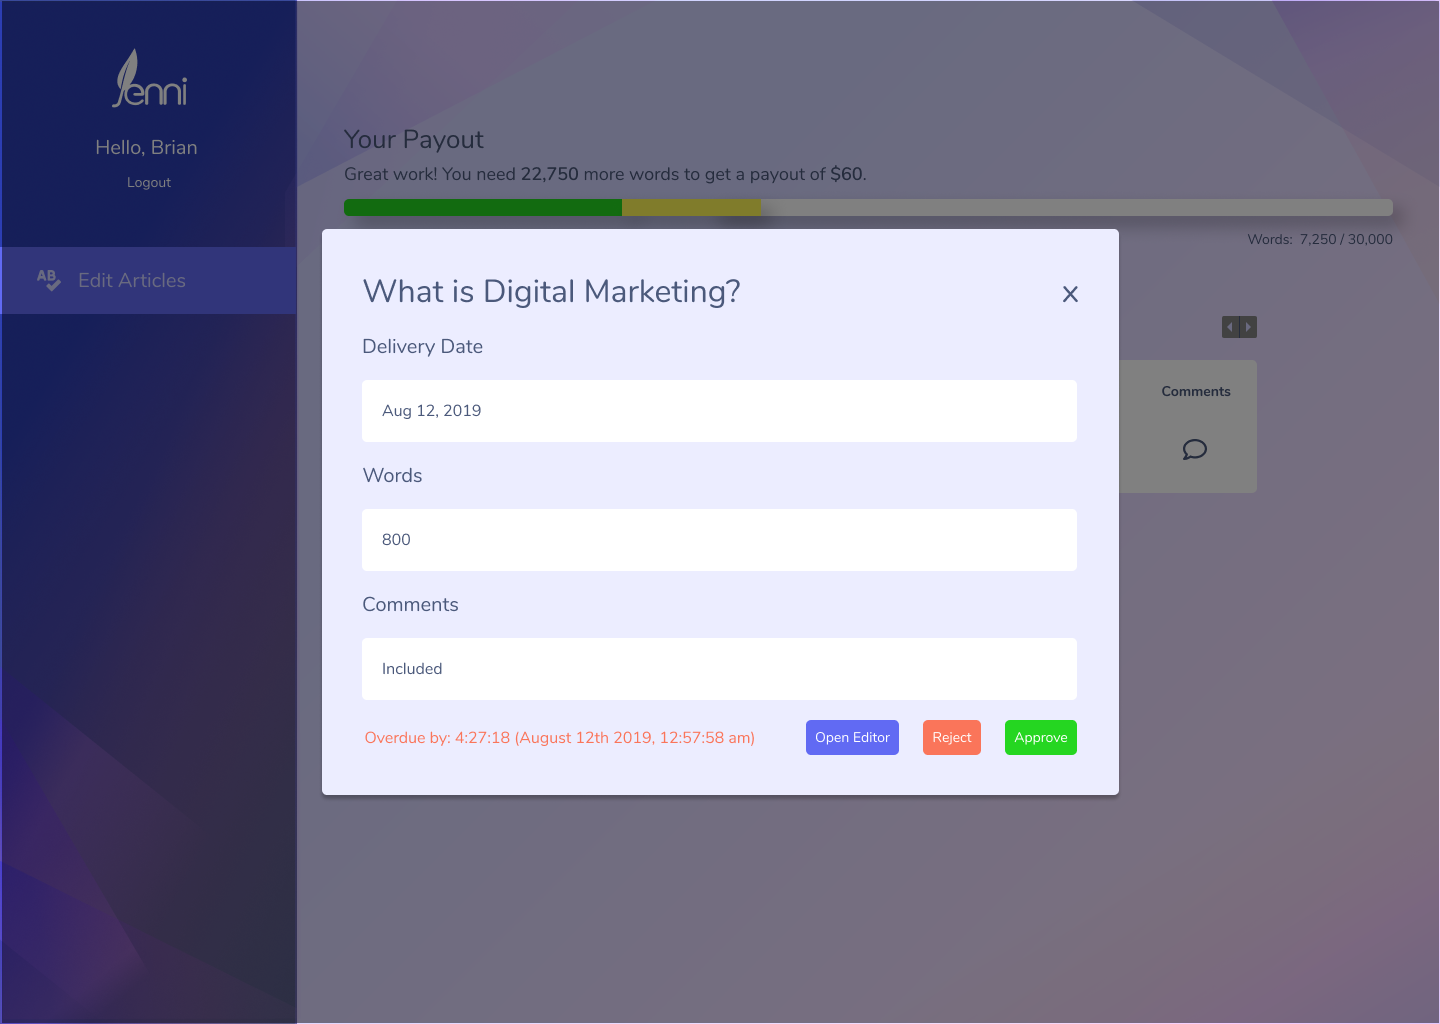 Jenni
Hello, Brian
Logout
Edit Articles
Your Payout
Great work! You need 22,750 more words to get a payout of $60.
Words: 7,250 / 30,000
What is Digital Marketing?
X
Delivery Date
Aug 12, 2019
Words
800
Comments
Included
Overdue by: 4:27:18 (August 12th 2019, 12:57:58 am)
Open Editor
Reject
Approve
Comments
AB